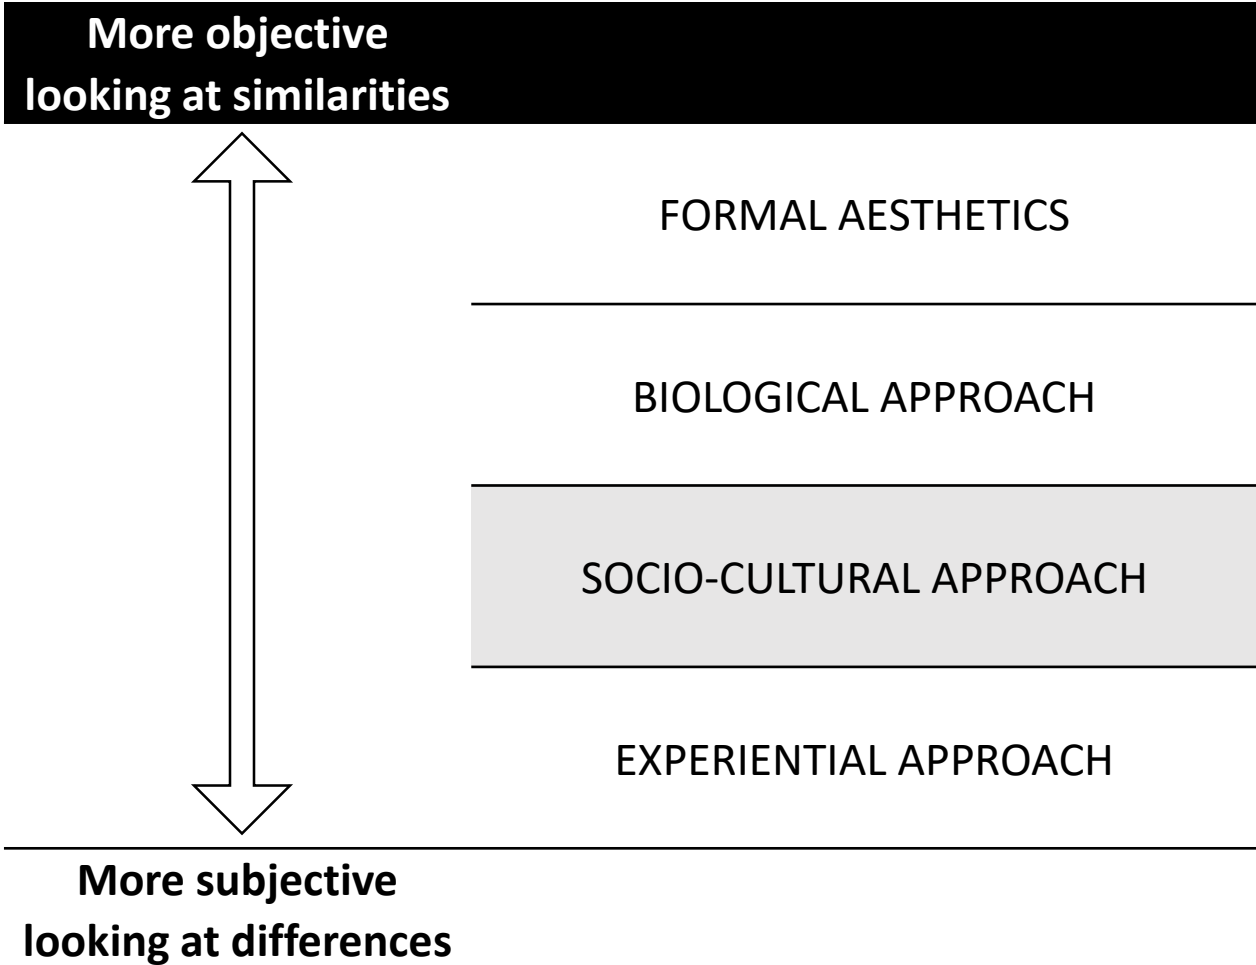 More objective
looking at similarities
FORMAL AESTHETICS
BIOLOGICAL APPROACH
SOCIO-CULTURAL APPROACH
EXPERIENTIAL APPROACH
More subjective
looking at differences